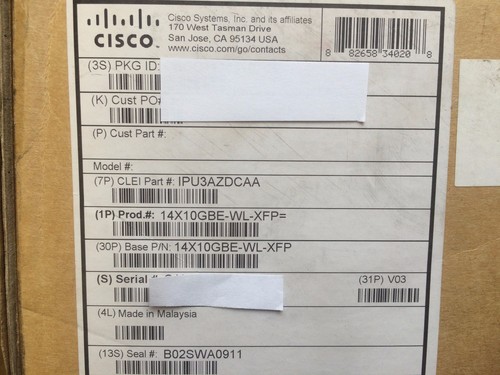 CISCO
Cisco Systems, Inc. and its affiliates
170 West Tasman Drive
San Jose, CA 95134 USA
www.cisco.com/go/contacts
8 82658 34020 8
(3S) PKG ID:
(K) Cust PO#
(P) Cust Part #:
Model #:
(7P) CLEI Part #: IPU3AZDCAA
(1P) Prod.#: 14X10GBE-WL-XFP=
(30P) Base P/N: 14X10GBE-WL-XFP
(S) Serial
(31P) V03
(4L) Made in Malaysia
(13S) Seal #: B02SWA0911